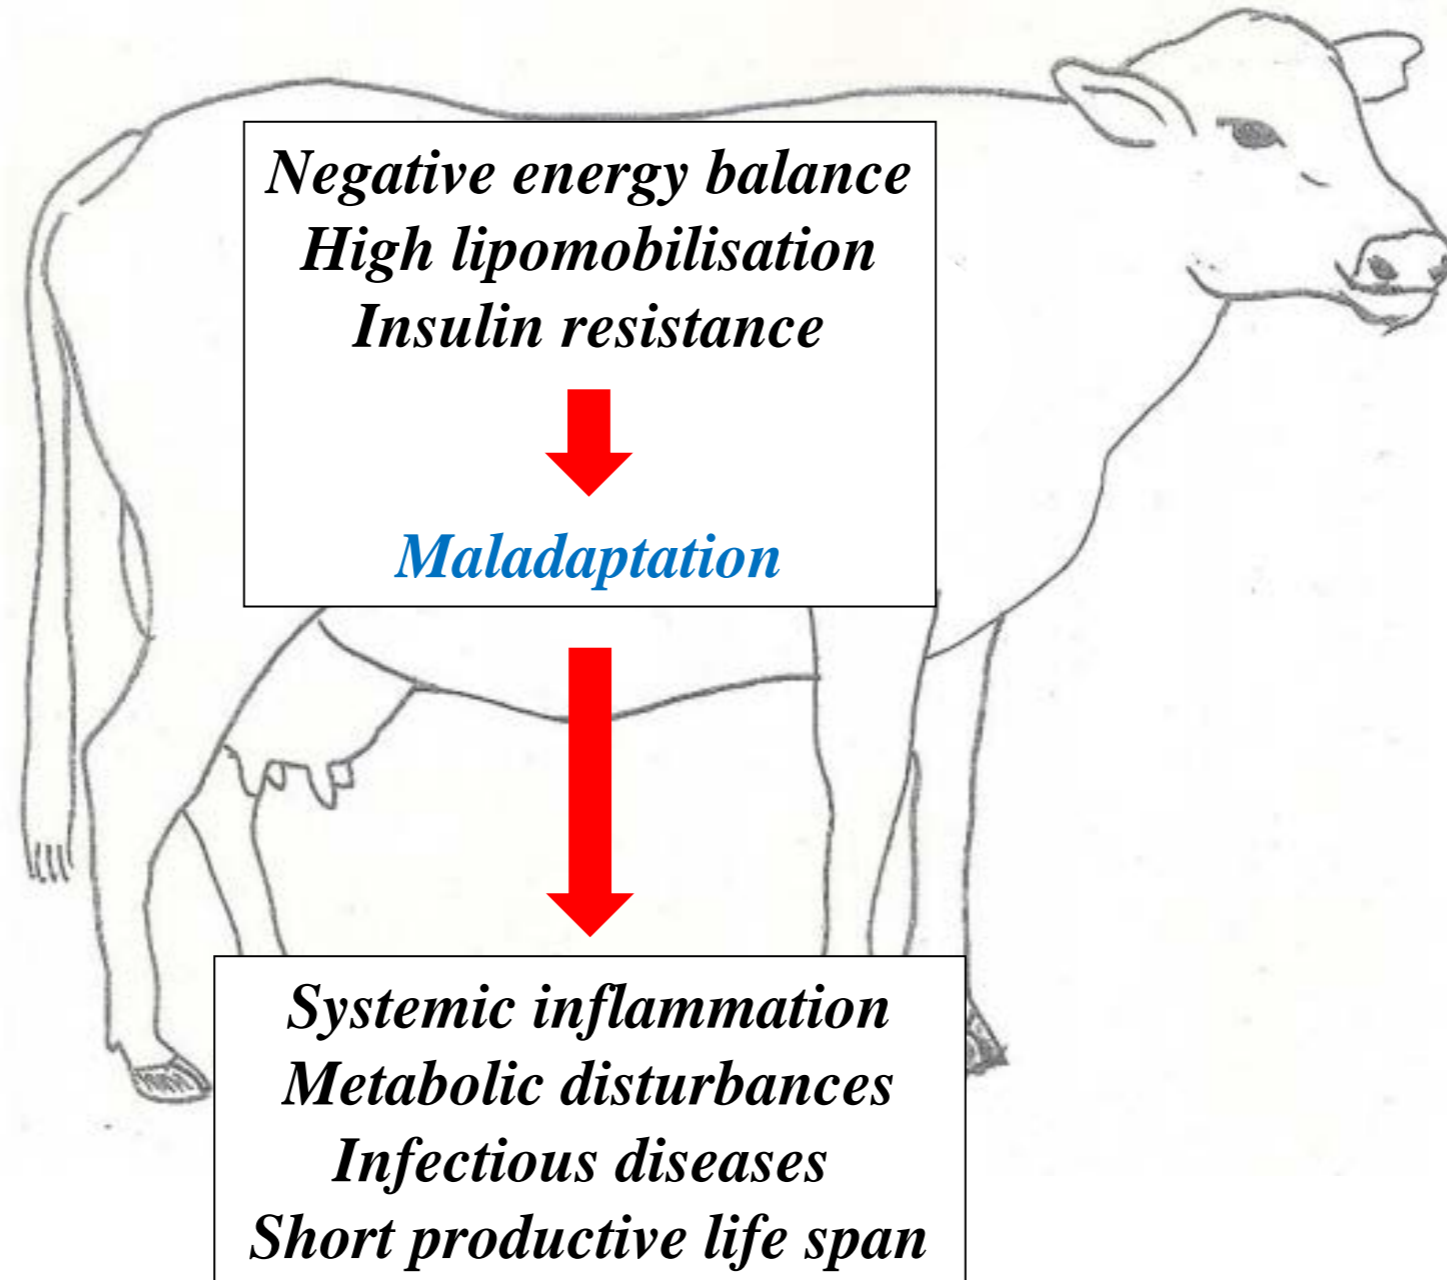 Negative energy balance
High lipomobilisation
Insulin resistance
Maladaptation
Systemic inflammation
Metabolic disturbances
Infectious diseases
Short productive life span